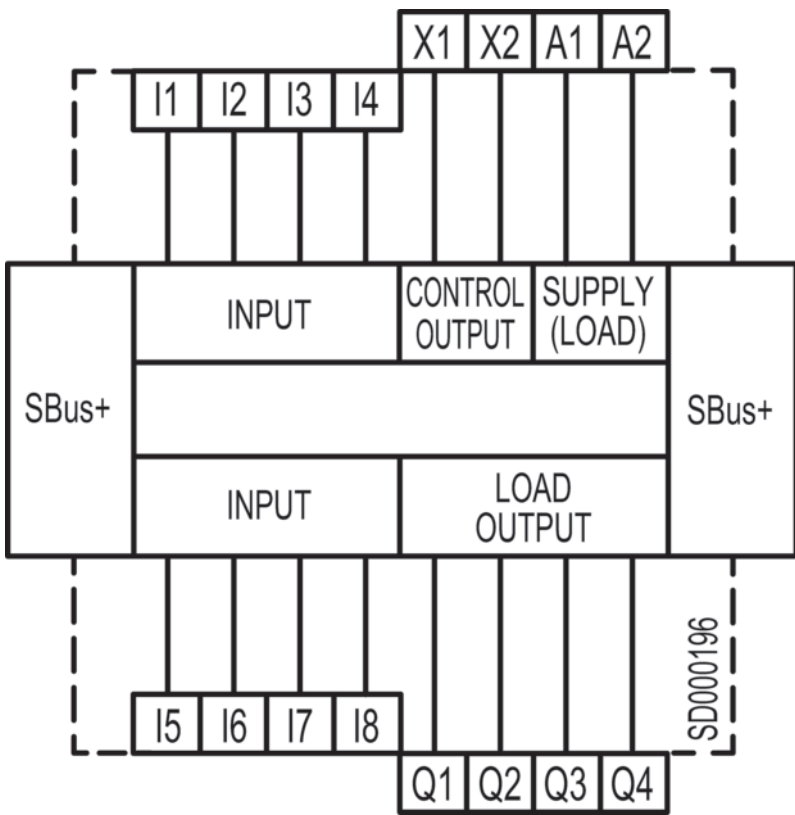 X1 X2 A1 A2
I1 I2 I3 I4
INPUT
CONTROL
OUTPUT
SUPPLY
(LOAD)
SBus+
SBus+
INPUT
LOAD
OUTPUT
SD000196
I5 I6 I7 I8
Q1 Q2 Q3 Q4